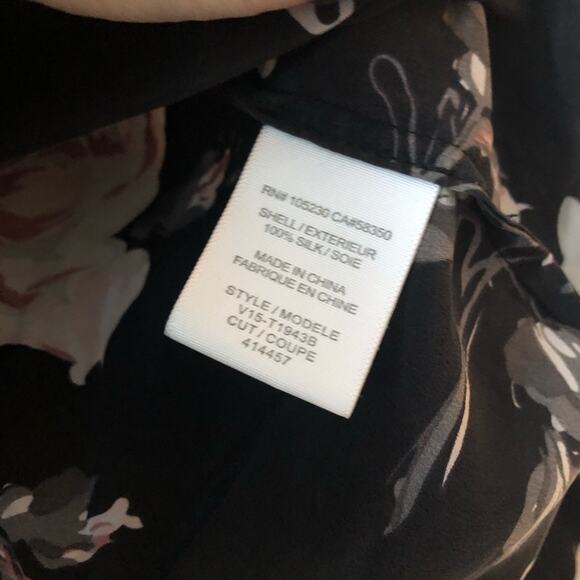 RN# 105230 CA#58350
SHELL / EXTERIEUR
100% SILK / SOIE
MADE IN CHINA
FABRIQUE EN CHINE
STYLE / MODELE
V15-T1943B
CUT / COUPE
414457